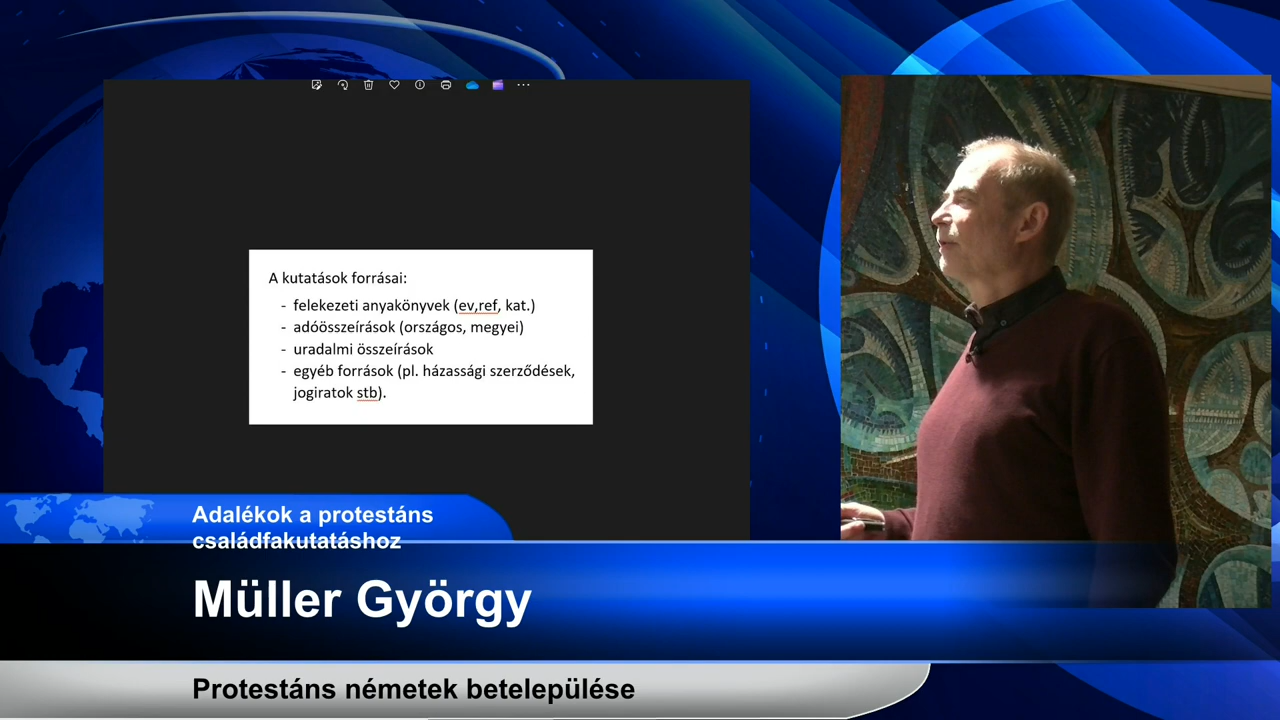 A kutatások forrásai:
- felekezeti anyakönyvek (ev,ref, kat.)
- adóösszeírások (országos, megyei)
- uradalmi összeírások
- egyéb források (pl. házassági szerződések,
jogiratok stb).
Adalékok a protestáns
családfakutatáshoz
Müller György
Protestáns németek betelepülése